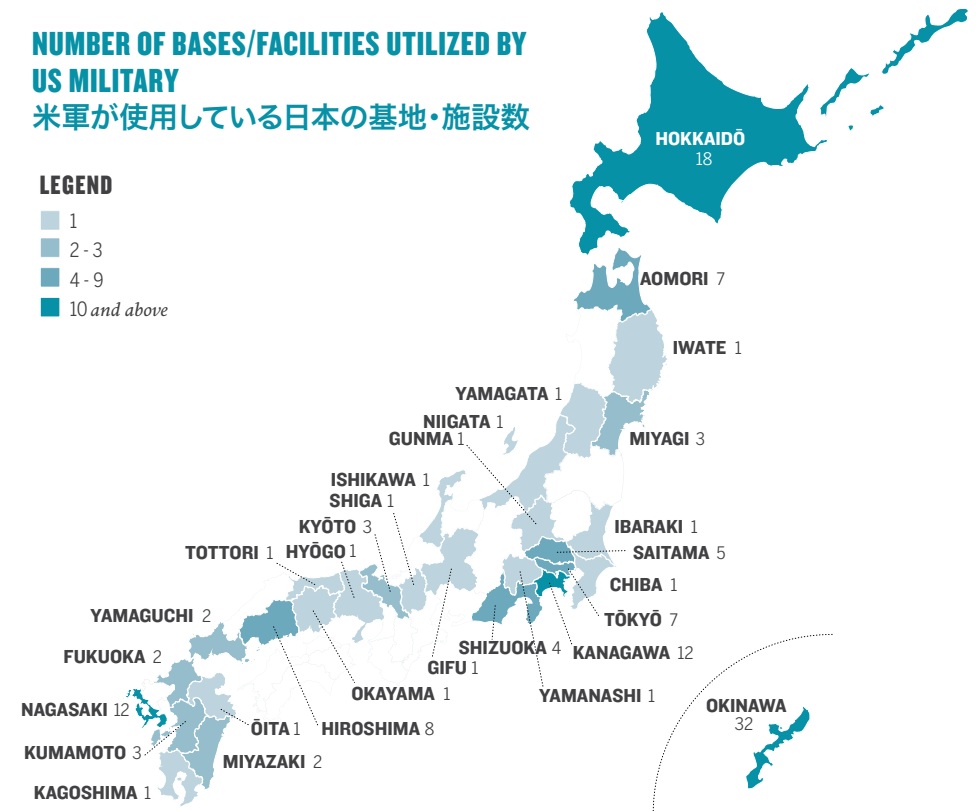 NUMBER OF BASES/FACILITIES UTILIZED BY
US MILITARY
米軍が使用している日本の基地・施設数
LEGEND
1
2 - 3
4 - 9
10 and above
HOKKAIDŌ
18
AOMORI 7
IWATE 1
YAMAGATA 1
NIIGATA 1
GUNMA 1
MIYAGI 3
ISHIKAWA 1
SHIGA 1
KYŌTO 3
IBARAKI 1
TOTTORI 1
HYŌGO 1
SAITAMA 5
CHIBA 1
YAMAGUCHI 2
TŌKYŌ 7
SHIZUOKA 4
KANAGAWA 12
FUKUOKA 2
GIFU 1
OKAYAMA 1
YAMANASHI 1
NAGASAKI 12
OKINAWA
32
ŌITA 1
HIROSHIMA 8
KUMAMOTO 3
MIYAZAKI 2
KAGOSHIMA 1